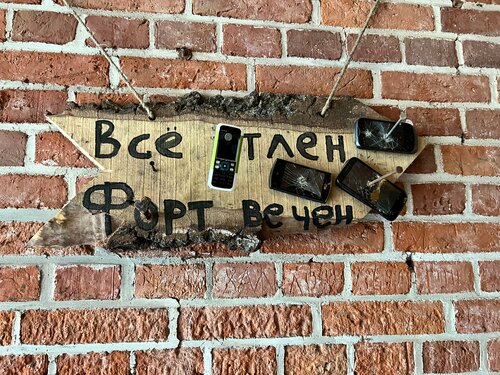 Всё тлен
Форт вечен